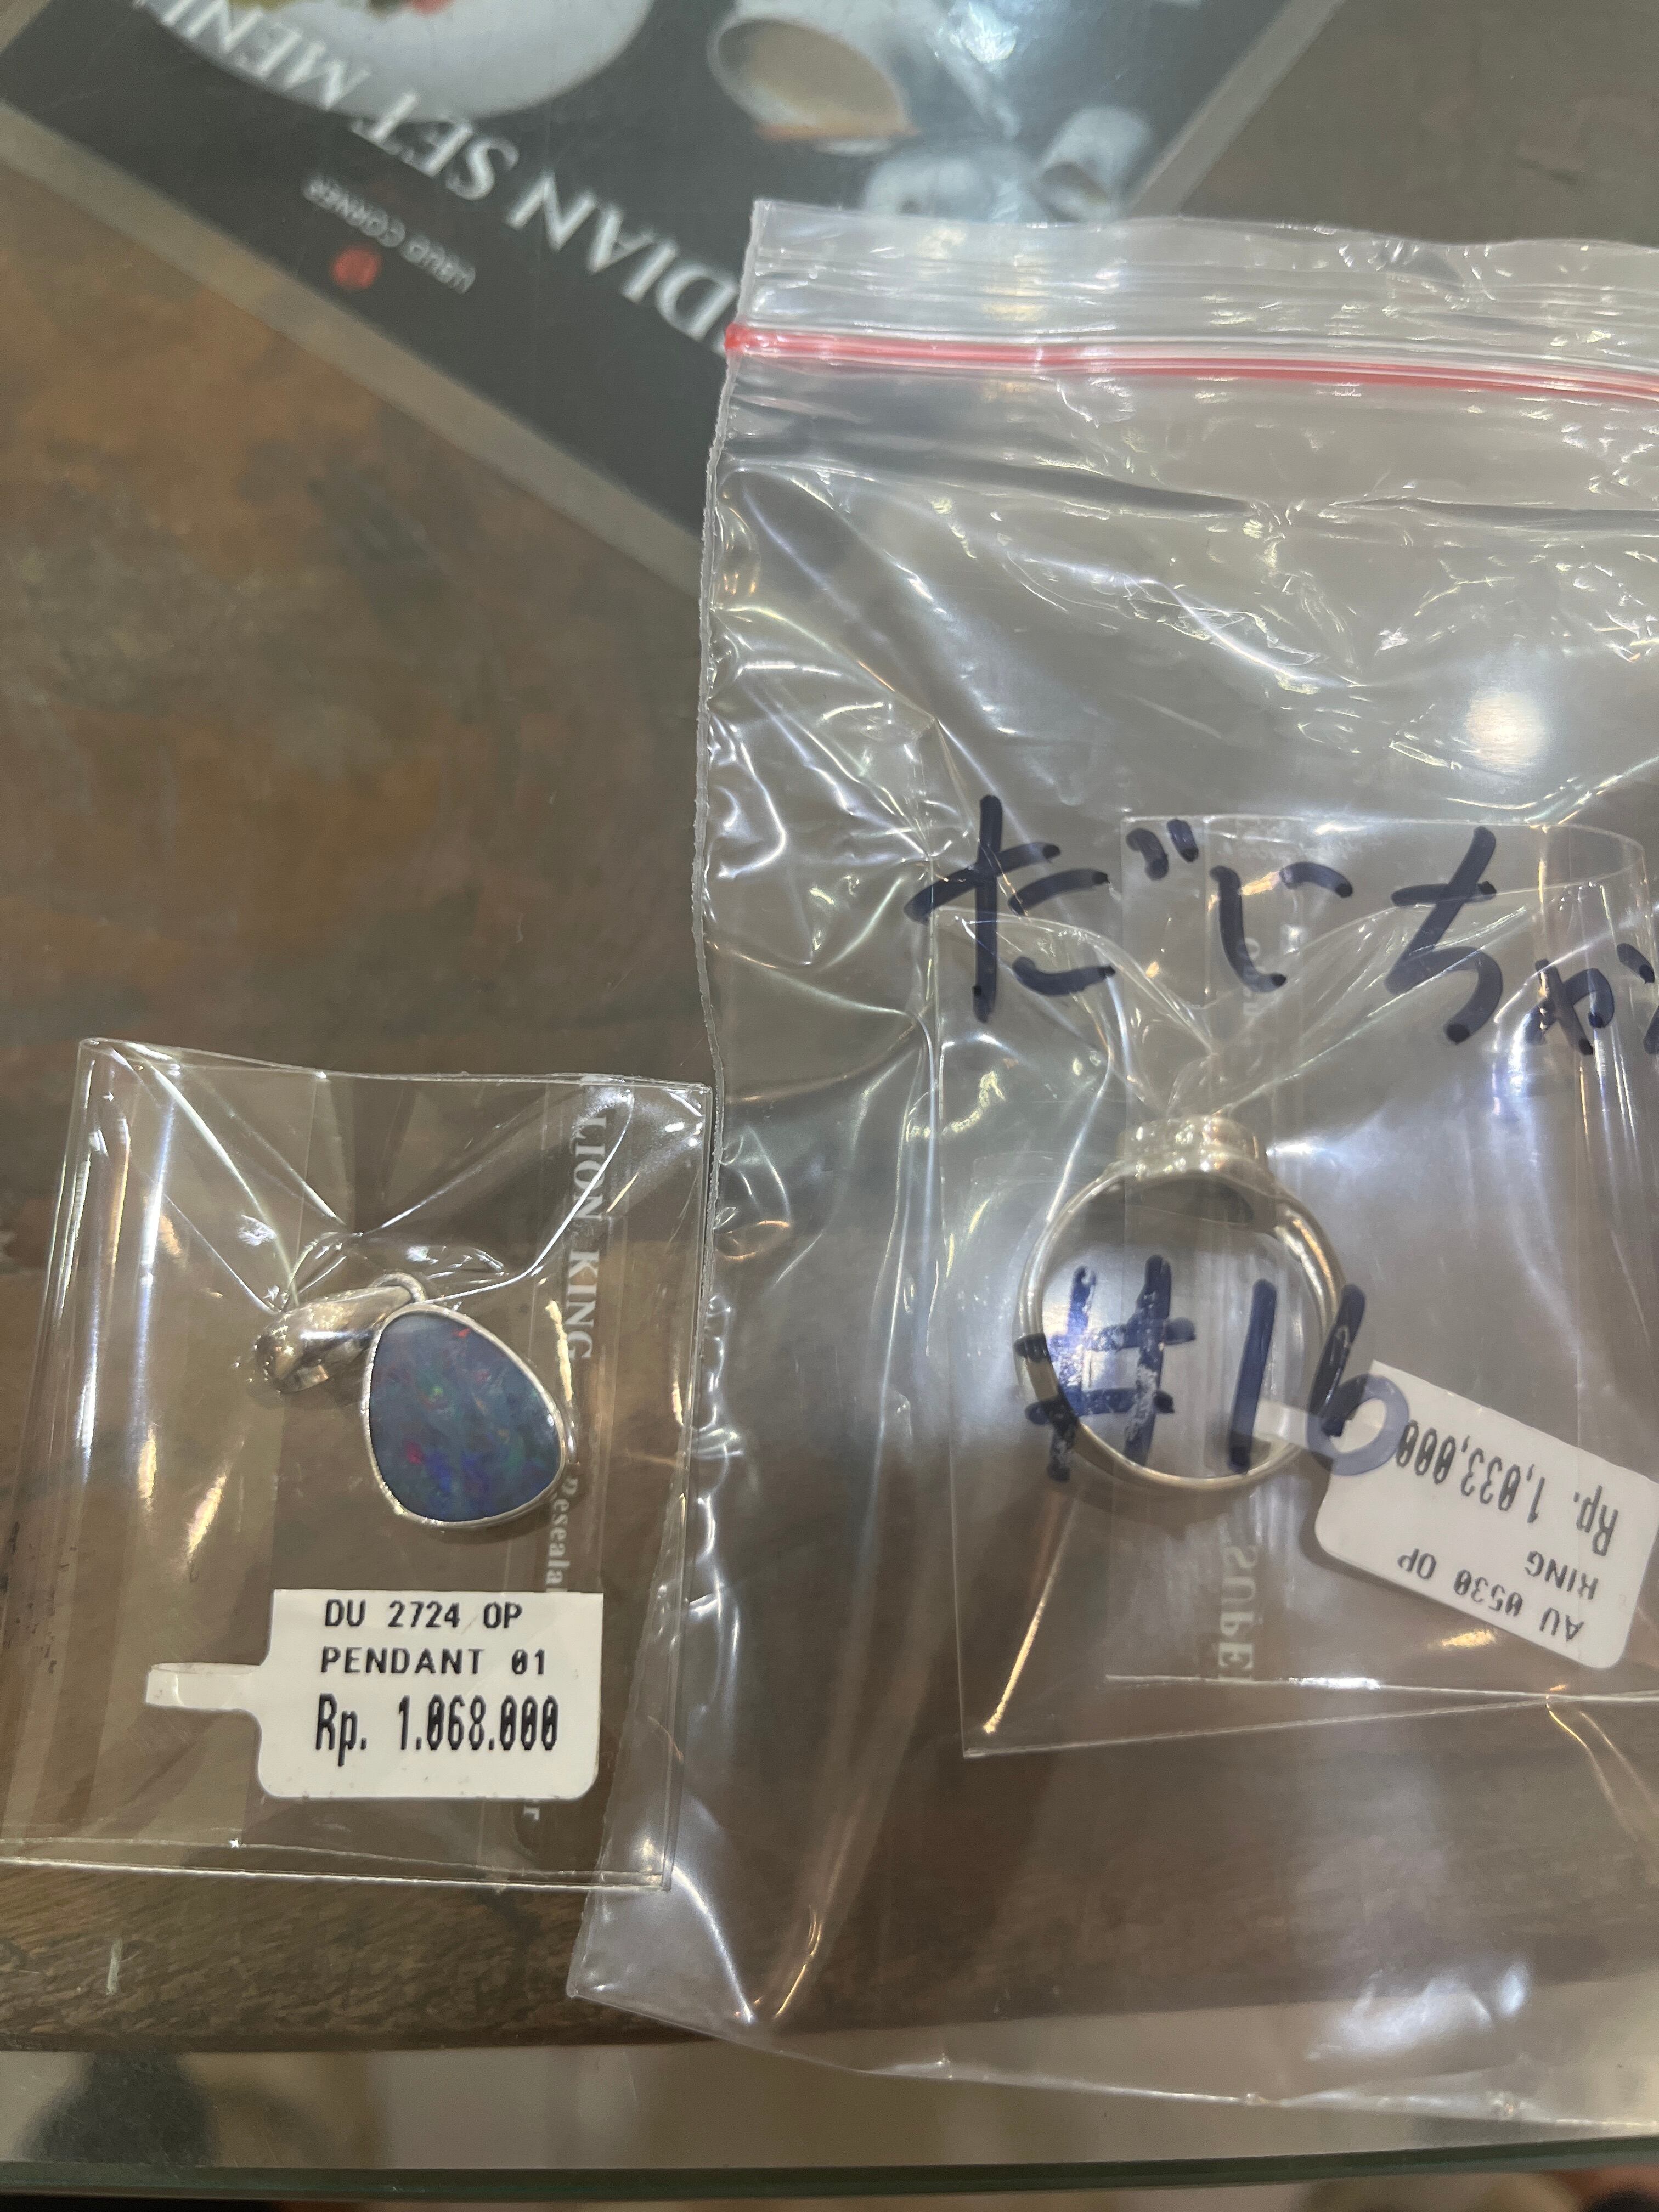 DIAN SET MENU
UBUD CORNER
だいちゃん
#16
LION KING
DU 2724 OP
PENDANT 01
Rp. 1.068.000
AU 0530 OP
RING
Rp. 1,033,000